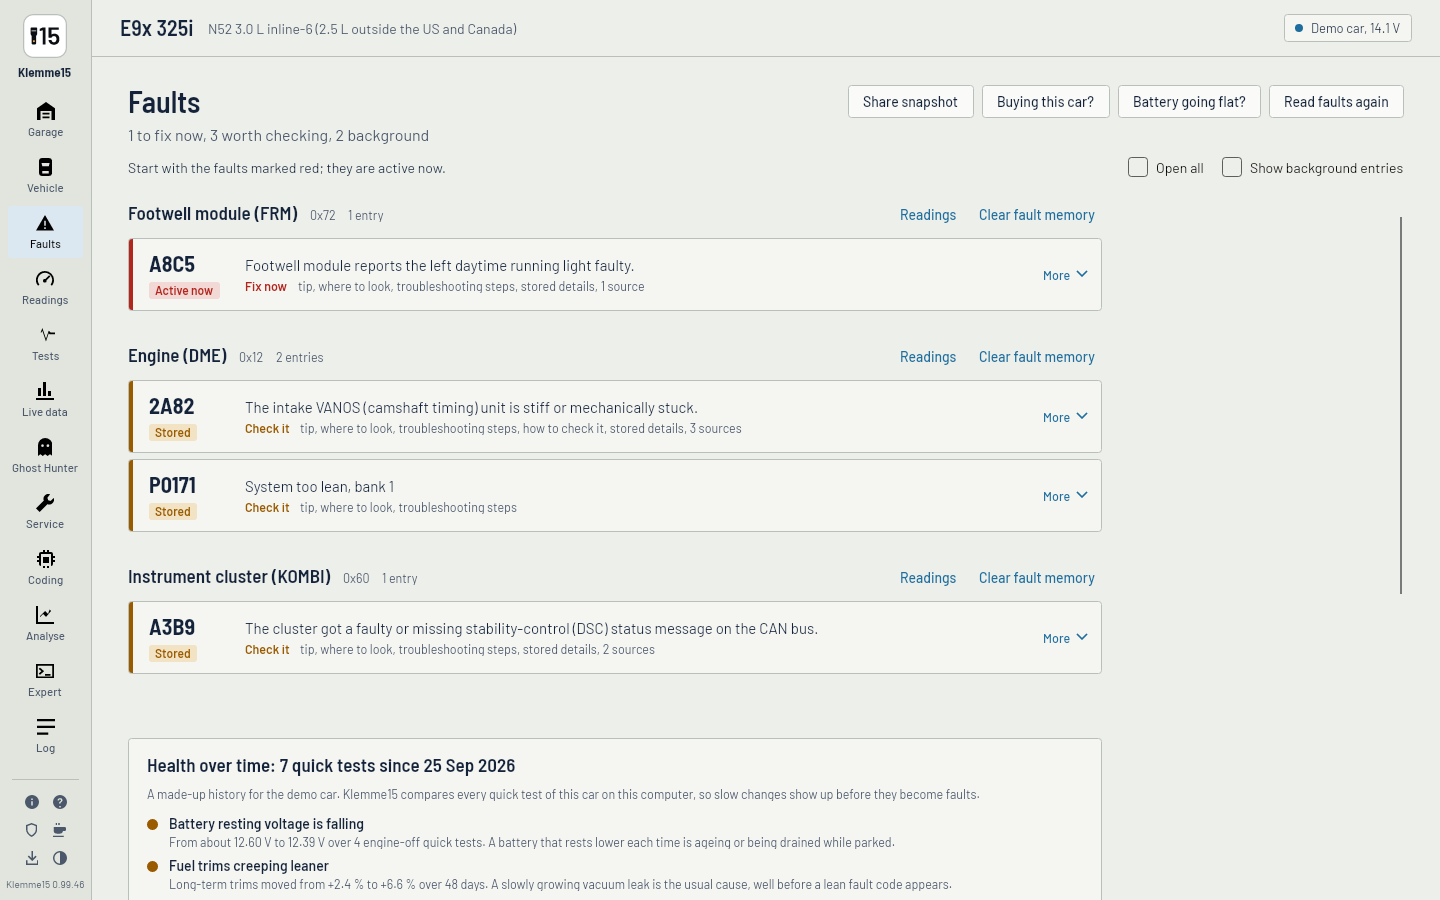 15
Klemme15
Garage
Vehicle
Faults
Readings
Tests
Live data
Ghost Hunter
Service
Coding
Analyse
Expert
Log
Klemme15 0.99.46
E9x 325i N52 3.0 L inline-6 (2.5 L outside the US and Canada)
Demo car, 14.1 V
Faults
Share snapshot
Buying this car?
Battery going flat?
Read faults again
1 to fix now, 3 worth checking, 2 background
Start with the faults marked red; they are active now.
Open all
Show background entries
Footwell module (FRM) 0x72 1 entry
Readings
Clear fault memory
A8C5
Active now
Footwell module reports the left daytime running light faulty.
Fix now tip, where to look, troubleshooting steps, stored details, 1 source
More
Engine (DME) 0x12 2 entries
Readings
Clear fault memory
2A82
Stored
The intake VANOS (camshaft timing) unit is stiff or mechanically stuck.
Check it tip, where to look, troubleshooting steps, how to check it, stored details, 3 sources
More
P0171
Stored
System too lean, bank 1
Check it tip, where to look, troubleshooting steps
More
Instrument cluster (KOMBI) 0x60 1 entry
Readings
Clear fault memory
A3B9
Stored
The cluster got a faulty or missing stability-control (DSC) status message on the CAN bus.
Check it tip, where to look, troubleshooting steps, stored details, 2 sources
More
Health over time: 7 quick tests since 25 Sep 2026
A made-up history for the demo car. Klemme15 compares every quick test of this car on this computer, so slow changes show up before they become faults.
Battery resting voltage is falling
From about 12.60 V to 12.39 V over 4 engine-off quick tests. A battery that rests lower each time is ageing or being drained while parked.
Fuel trims creeping leaner
Long-term trims moved from +2.4 % to +6.6 % over 48 days. A slowly growing vacuum leak is the usual cause, well before a lean fault code appears.